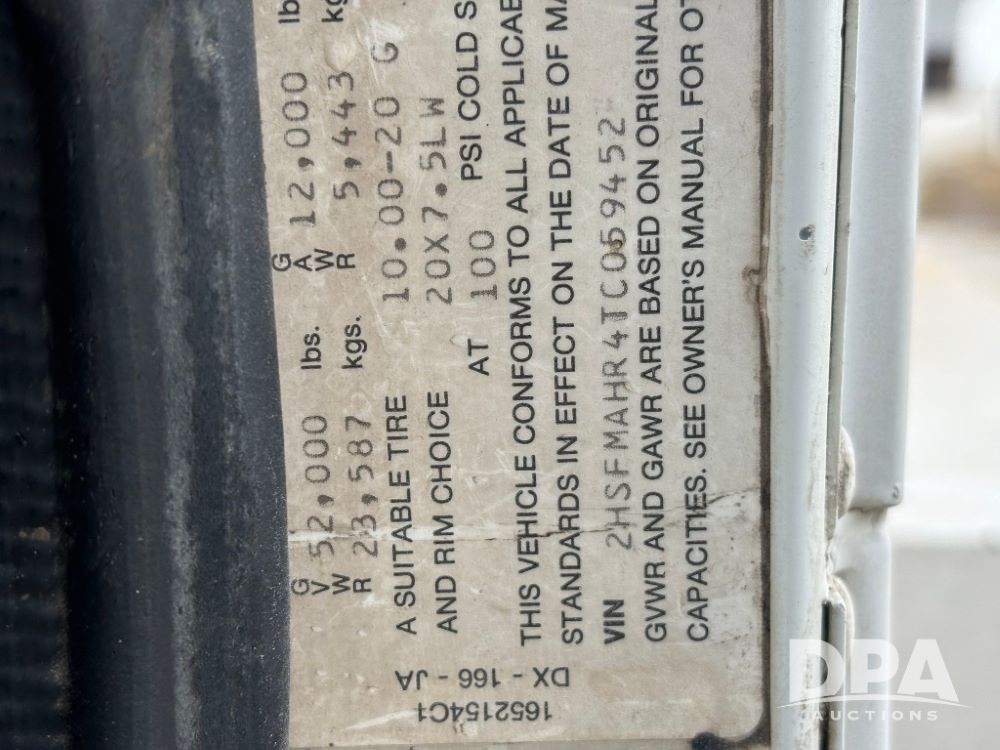 G V W R 52,000 lbs. G A W R 12,000 lb
23,587 kgs. 5,443 kg
A SUITABLE TIRE 10.00-20 G
AND RIM CHOICE 20X7.5LW
AT 100 PSI COLD S
THIS VEHICLE CONFORMS TO ALL APPLICAB
STANDARDS IN EFFECT ON THE DATE OF MA
VIN 2HSFMAHR4TC059452
GVWR AND GAWR ARE BASED ON ORIGINAL
CAPACITIES. SEE OWNER'S MANUAL FOR OT
DX - 166 - JA
1652154C1
DPA
AUCTIONS